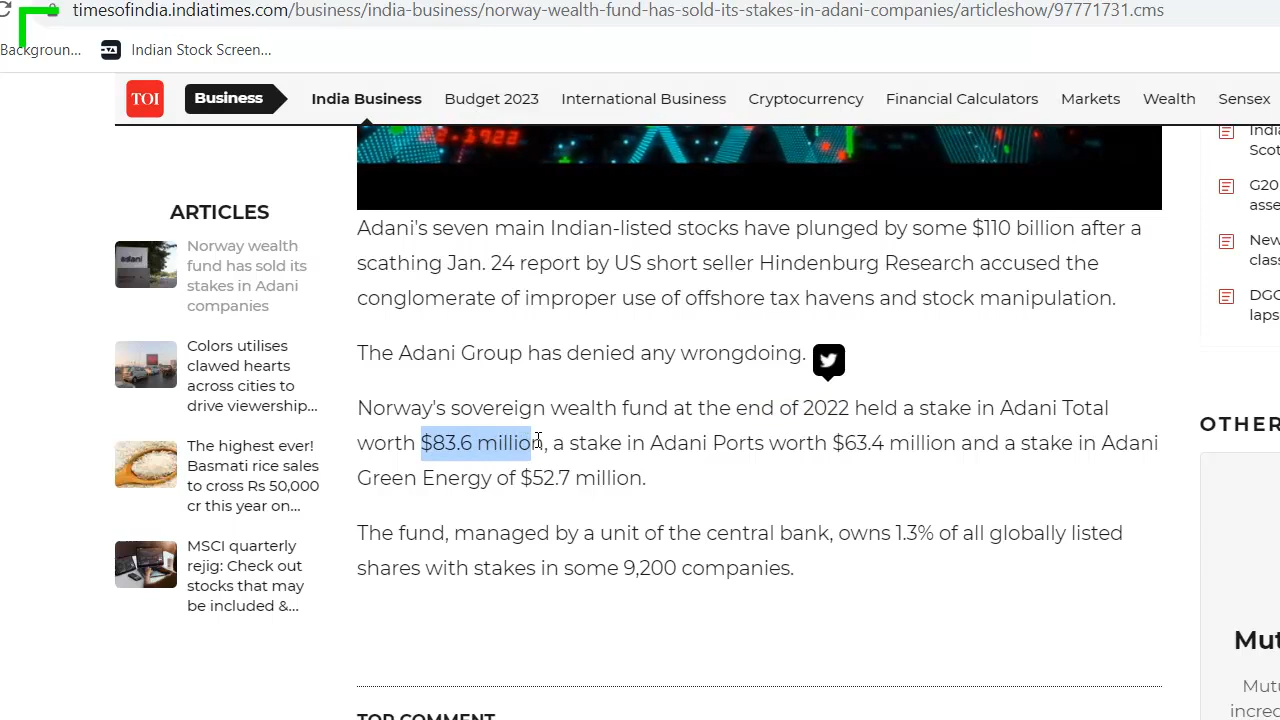 timesofindia.indiatimes.com/business/india-business/norway-wealth-fund-has-sold-its-stakes-in-adani-companies/articleshow/97771731.cms
Backgroun... Indian Stock Screen...
TOI Business India Business Budget 2023 International Business Cryptocurrency Financial Calculators Markets Wealth Sensex
ARTICLES
Norway wealth
fund has sold its
stakes in Adani
companies
Colors utilises
clawed hearts
across cities to
drive viewership...
The highest ever!
Basmati rice sales
to cross Rs 50,000
cr this year on...
MSCI quarterly
rejig: Check out
stocks that may
be included &...
Adani's seven main Indian-listed stocks have plunged by some $110 billion after a
scathing Jan. 24 report by US short seller Hindenburg Research accused the
conglomerate of improper use of offshore tax havens and stock manipulation.
The Adani Group has denied any wrongdoing.
Norway's sovereign wealth fund at the end of 2022 held a stake in Adani Total
worth $83.6 million, a stake in Adani Ports worth $63.4 million and a stake in Adani
Green Energy of $52.7 million.
The fund, managed by a unit of the central bank, owns 1.3% of all globally listed
shares with stakes in some 9,200 companies.
TOP COMMENT
G20
New
DGC
OTHER